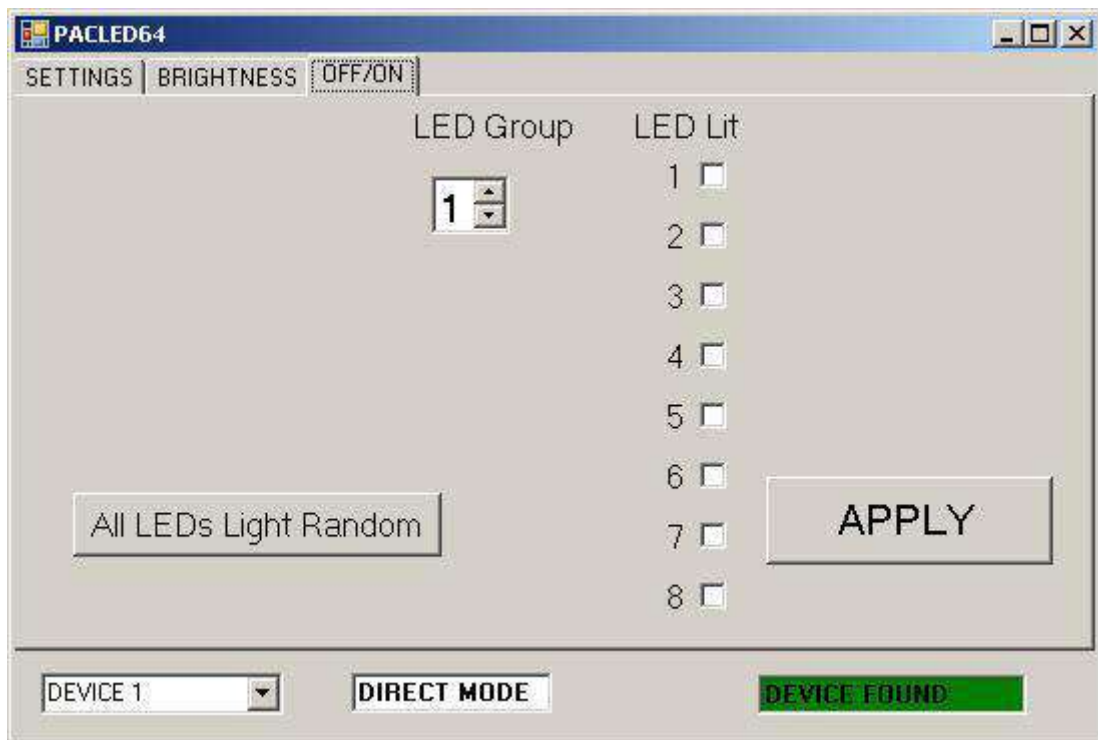 PACLED64
SETTINGS BRIGHTNESS OFF/ON
LED Group LED Lit
1
1
2
3
4
5
6
All LEDs Light Random
APPLY
7
8
DEVICE 1 DIRECT MODE DEVICE FOUND